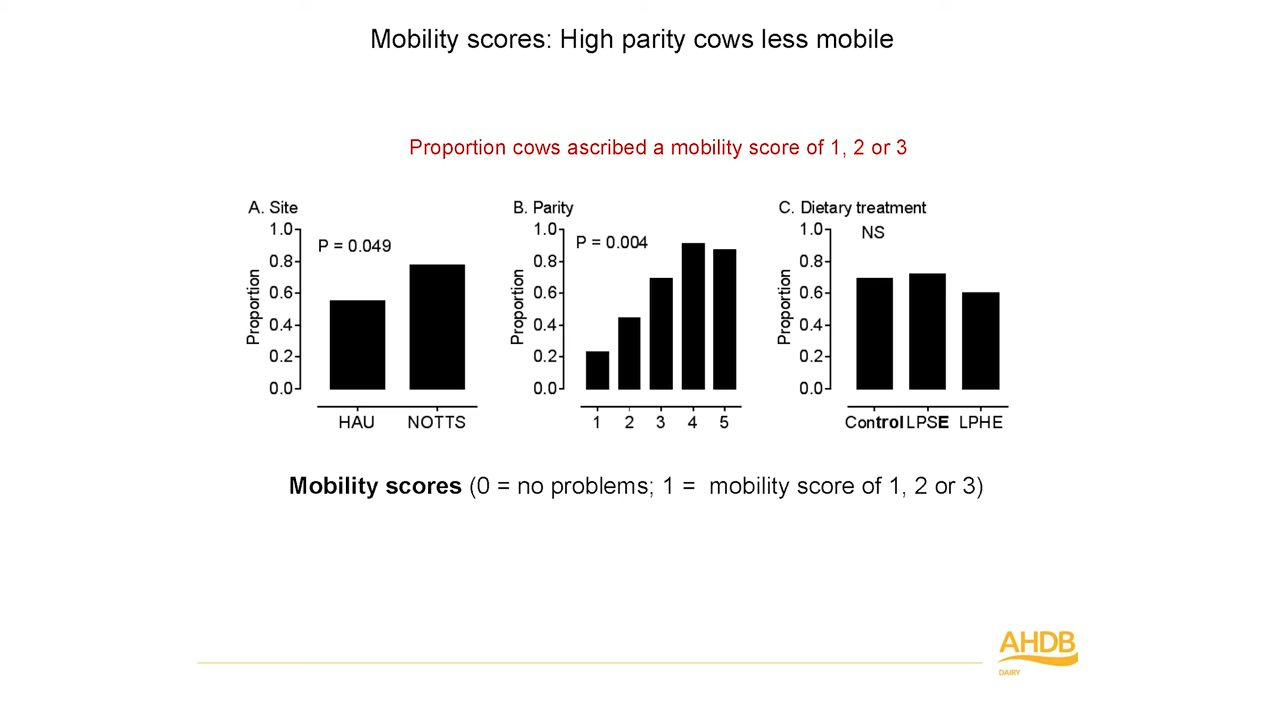 Mobility scores: High parity cows less mobile
Proportion cows ascribed a mobility score of 1, 2 or 3
A. Site
1.0
0.8
0.6
0.4
0.2
0.0
Proportion
P = 0.049
HAU NOTTS
B. Parity
1.0
0.8
0.6
0.4
0.2
0.0
Proportion
P = 0.004
1 2 3 4 5
C. Dietary treatment
1.0
0.8
0.6
0.4
0.2
0.0
Proportion
NS
Control LPSE LPHE
Mobility scores (0 = no problems; 1 = mobility score of 1, 2 or 3)
AHDB
DAIRY